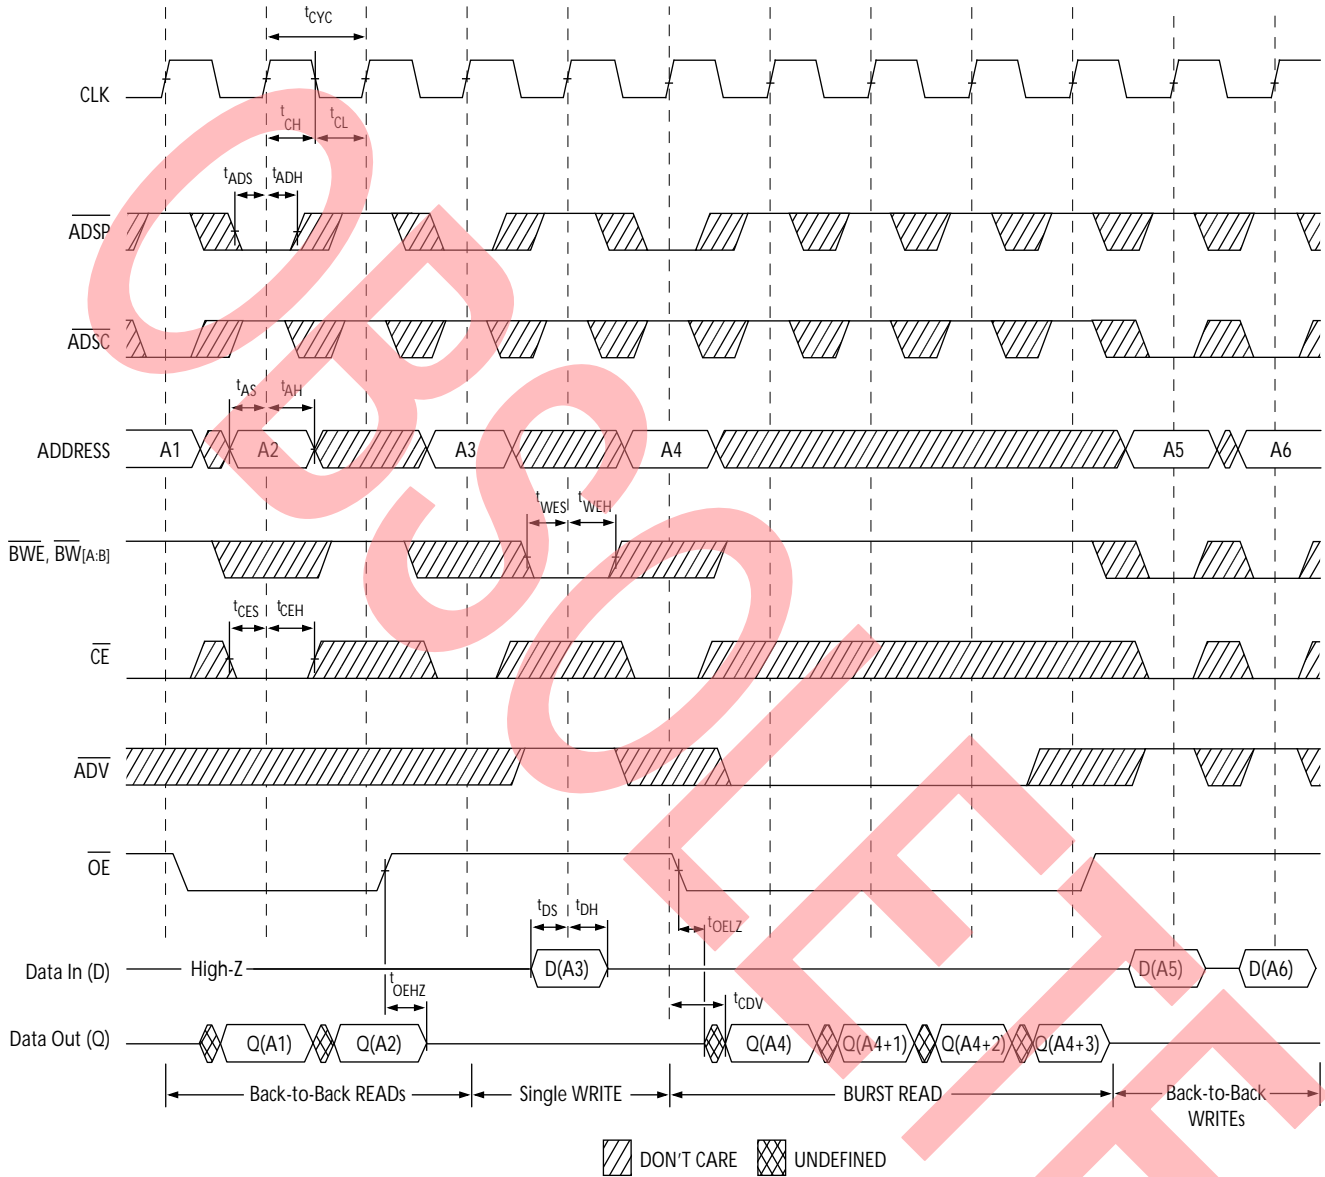 tCYC
CLK
tCH
tCL
tADS
tADH
ADSP
ADSC
tAS
tAH
ADDRESS
A1
A2
A3
A4
A5
A6
tWES
tWEH
BWE, BW[A:B]
tCES
tCEH
CE
ADV
OE
tDS
tDH
tOELZ
Data In (D)
High-Z
D(A3)
D(A5)
D(A6)
tOEHZ
tCDV
Data Out (Q)
Q(A1)
Q(A2)
Q(A4)
Q(A4+1)
Q(A4+2)
Q(A4+3)
Back-to-Back READs
Single WRITE
BURST READ
Back-to-Back
WRITEs
DON'T CARE
UNDEFINED
OBSOLETE